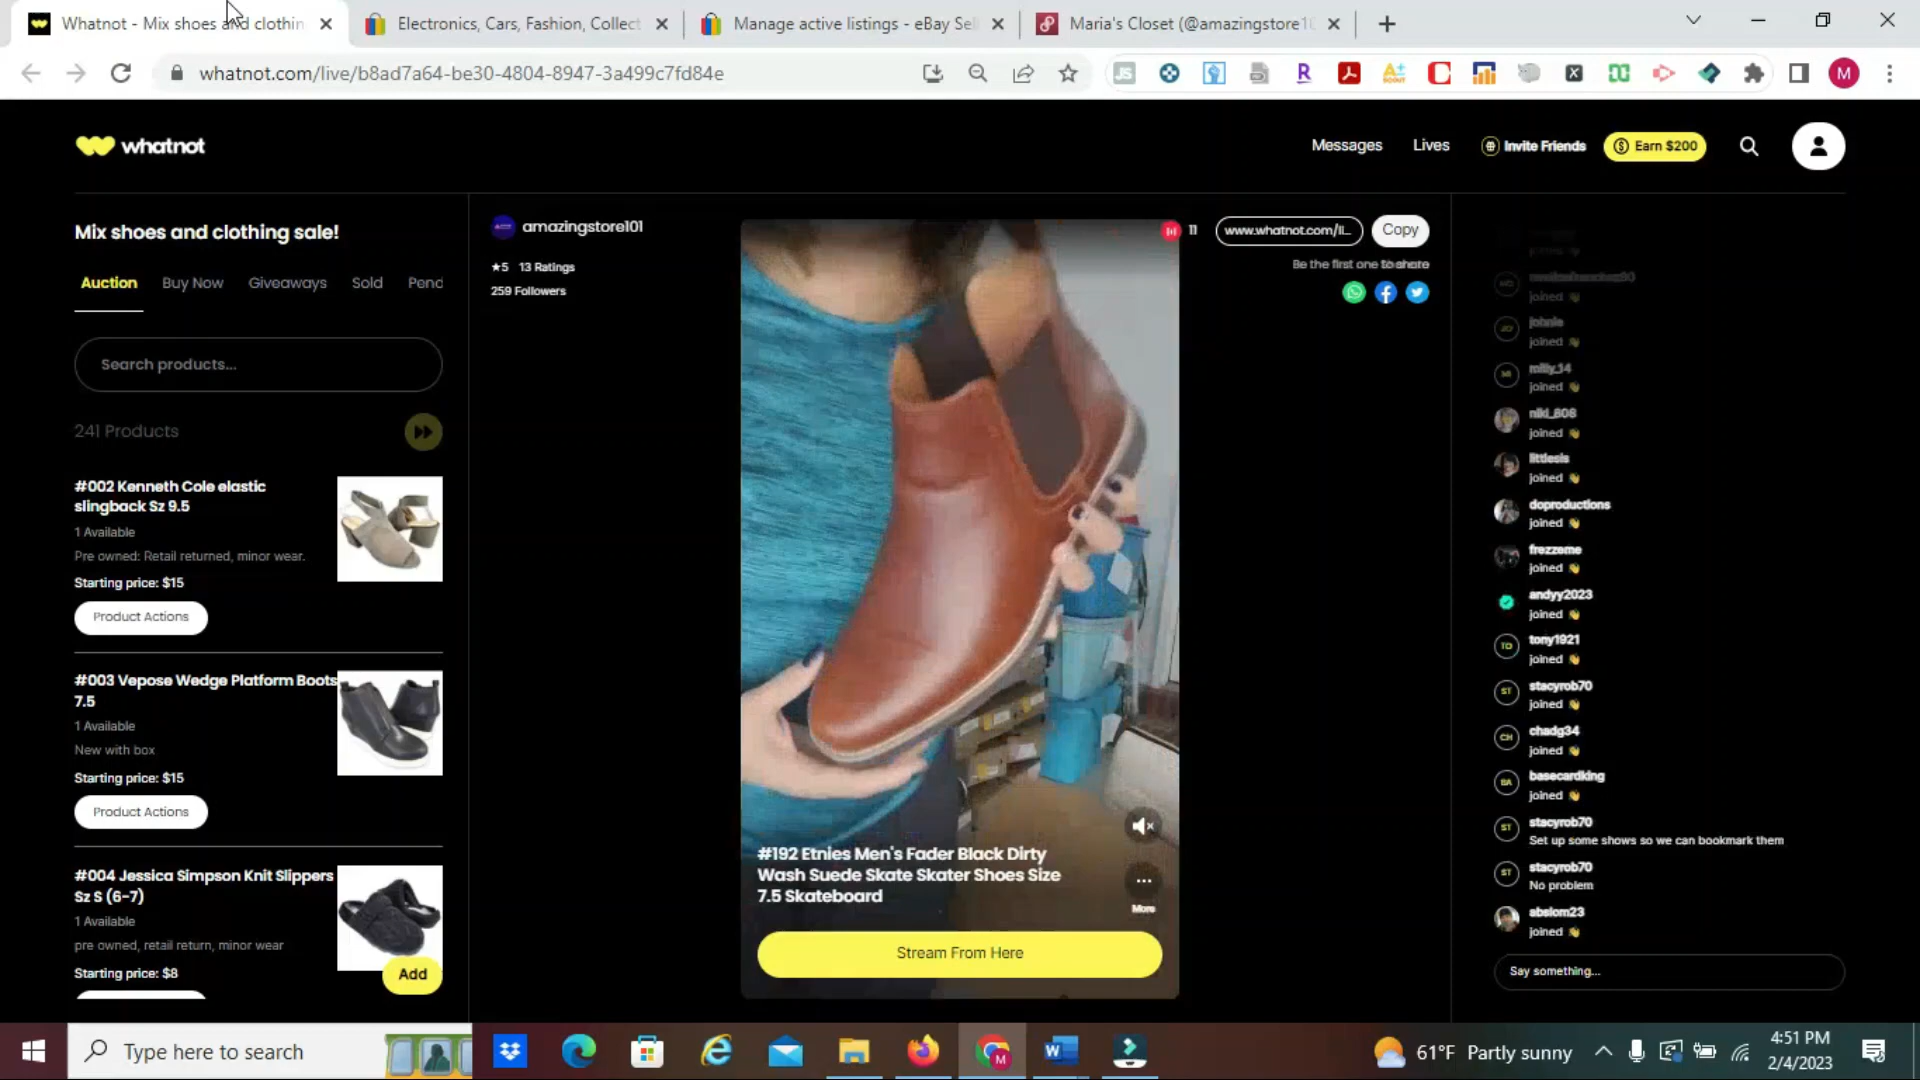 Whatnot - Mix shoes and clothin
Electronics, Cars, Fashion, Collect
Manage active listings - eBay Sel
Maria's Closet (@amazingstore10
whatnot.com/live/b8ad7a64-be30-4804-8947-3a499c7fd84e
M
whatnot
Messages
Lives
Invite Friends
Earn $200
Mix shoes and clothing sale!
Auction
Buy Now
Giveaways
Sold
Pend
Search products...
241 Products
#002 Kenneth Cole elastic
slingback Sz 9.5
1 Available
Pre owned: Retail returned, minor wear.
Starting price: $15
Product Actions
#003 Vepose Wedge Platform Boots
7.5
1 Available
New with box
Starting price: $15
Product Actions
#004 Jessica Simpson Knit Slippers
Sz S (6-7)
1 Available
pre owned, retail return, minor wear
Starting price: $8
Add
amazingstore101
★5 13 Ratings
259 Followers
11
www.whatnot.com/li...
Copy
Be the first one to share
#192 Etnies Men's Fader Black Dirty
Wash Suede Skate Skater Shoes Size
7.5 Skateboard
More
Stream From Here
joined 👋
johnie
joined 👋
milly_14
joined 👋
niki_808
joined 👋
littlesis
joined 👋
doproductions
joined 👋
frezzeme
joined 👋
andyy2023
joined 👋
TO
tony1921
joined 👋
ST
stacyrob70
joined 👋
CH
chadg34
joined 👋
BA
basecardking
joined 👋
ST
stacyrob70
Set up some shows so we can bookmark them
ST
stacyrob70
No problem
abslom23
joined 👋
Say something...
Type here to search
61°F Partly sunny
4:51 PM
2/4/2023